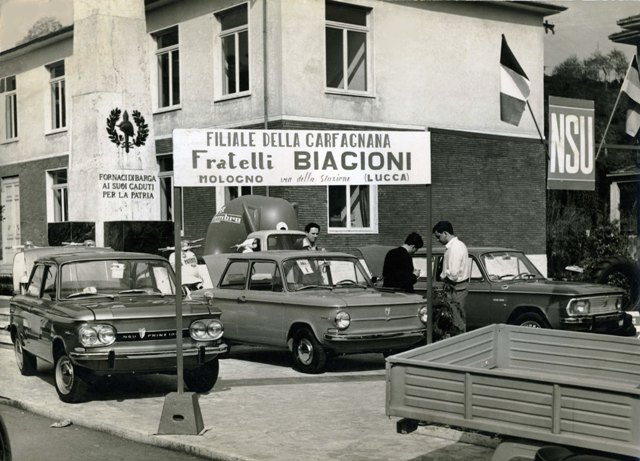 FILIALE DELLA GARFAGNANA
Fratelli BIAGIONI
MOLOGNO via della Stazione (LUCCA)
FORNACI DI BARGA
AI SUOI CADUTI
PER LA PATRIA
NSU
NSU PRINZ